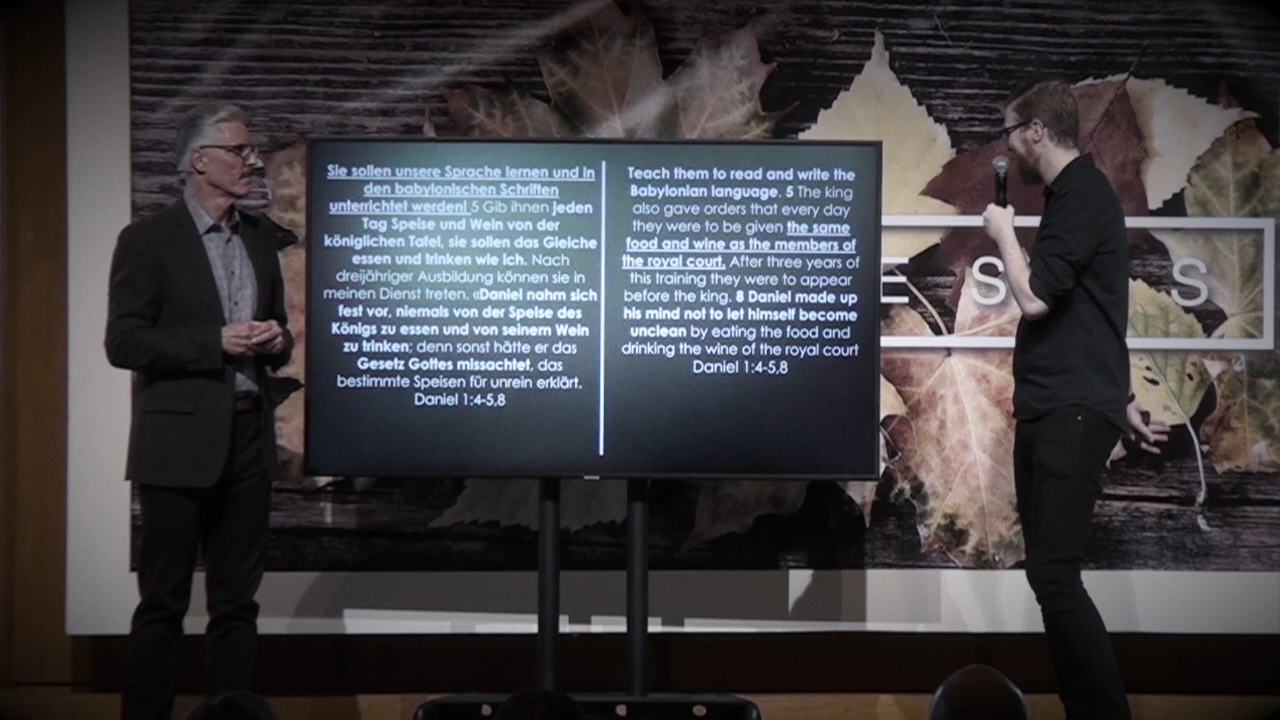 Sie sollen unsere Sprache lernen und in
den babylonischen Schriften
unterrichtet werden! 5 Gib ihnen jeden
Tag Speise und Wein von der
königlichen Tafel, sie sollen das Gleiche
essen und trinken wie ich. Nach
dreijähriger Ausbildung können sie in
meinen Dienst treten. «Daniel nahm sich
fest vor, niemals von der Speise des
Königs zu essen und von seinem Wein
zu trinken; denn sonst hätte er das
Gesetz Gottes missachtet, das
bestimmte Speisen für unrein erklärt.
Daniel 1:4-5,8
Teach them to read and write the
Babylonian language. 5 The king
also gave orders that every day
they were to be given the same
food and wine as the members of
the royal court. After three years of
this training they were to appear
before the king. 8 Daniel made up
his mind not to let himself become
unclean by eating the food and
drinking the wine of the royal court
Daniel 1:4-5,8